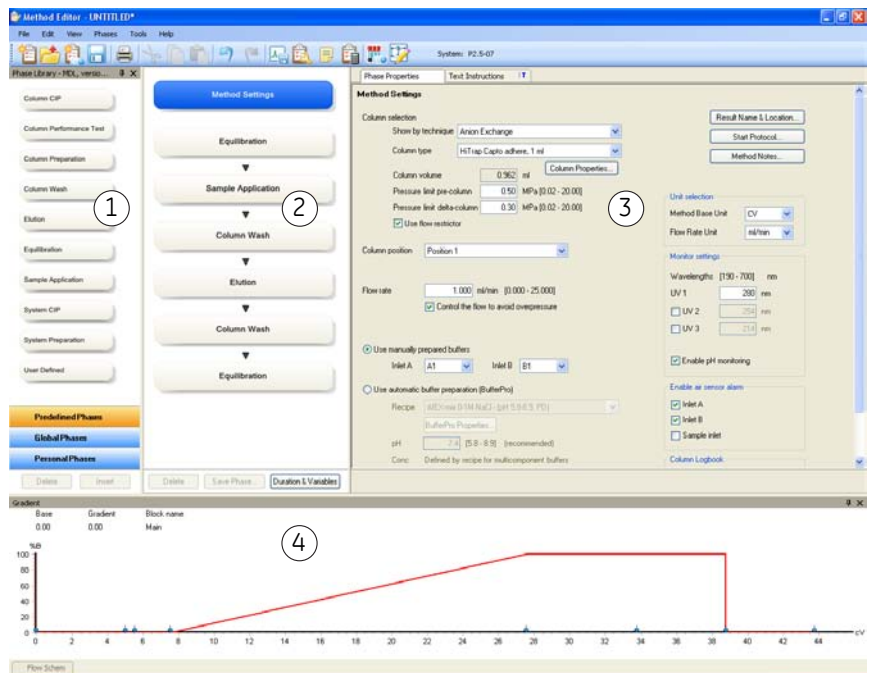 Method Editor - UNTITLED*
File Edit View Phases Tools Help
System: P2.5-07
Phase Library - MDL, versio...
Column CIP
Column Performance Test
Column Preparation
Column Wash
Elution
Equilibration
Sample Application
System CIP
System Preparation
User Defined
1
Predefined Phases
Global Phases
Personal Phases
Delete Insert
Method Settings
Equilibration
Sample Application
Column Wash
Elution
Column Wash
Equilibration
2
Delete Save Phase... Duration & Variables
Phase Properties Text Instructions T
Method Settings
Column selection
Show by technique Anion Exchange
Column type HiTrap Capto adhere, 1 ml
Column Properties...
Column volume 0.962 ml
Pressure limit pre-column 0.50 MPa [0.02 - 20.00]
Pressure limit delta-column 0.30 MPa [0.02 - 20.00]
Use flow restrictor
3
Column position Position 1
Flow rate 1.000 ml/min [0.000 - 25.000]
Control the flow to avoid overpressure
Use manually prepared buffers
Inlet A A1 Inlet B B1
Use automatic buffer preparation (BufferPro)
Recipe
BufferPro Properties...
pH 7.4 [5.8 - 8.9] (recommended)
Conc Defined by recipe for multicomponent buffers
Result Name & Location...
Start Protocol...
Method Notes...
Unit selection
Method Base Unit CV
Flow Rate Unit ml/min
Monitor settings
Wavelengths [190 - 700] nm
UV 1 280 nm
UV 2 254 nm
UV 3 214 nm
Enable pH monitoring
Enable air sensor alarm
Inlet A
Inlet B
Sample inlet
Column Logbook
Gradient
Base Gradient Block name
0.00 0.00 Main
4
%B
100
80
60
40
20
0
0 2 4 6 8 10 12 14 16 18 20 22 24 26 28 30 32 34 36 38 40 42 44 CV
Flow Schem